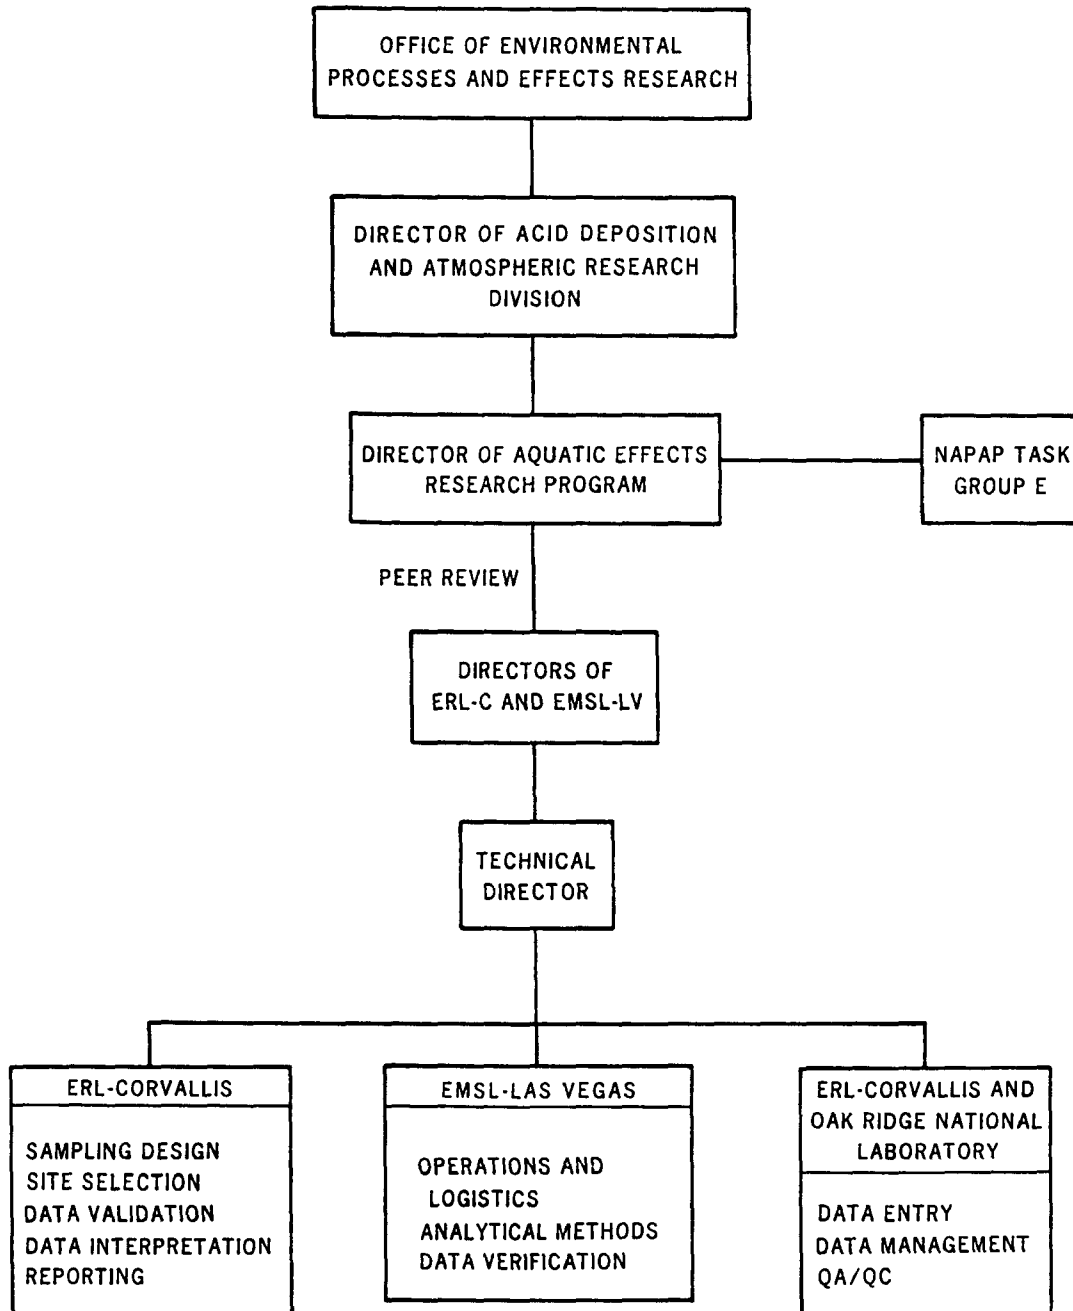 OFFICE OF ENVIRONMENTAL
PROCESSES AND EFFECTS RESEARCH
DIRECTOR OF ACID DEPOSITION
AND ATMOSPHERIC RESEARCH
DIVISION
DIRECTOR OF AQUATIC EFFECTS
RESEARCH PROGRAM
NAPAP TASK
GROUP E
PEER REVIEW
DIRECTORS OF
ERL-C AND EMSL-LV
TECHNICAL
DIRECTOR
ERL-CORVALLIS
SAMPLING DESIGN
SITE SELECTION
DATA VALIDATION
DATA INTERPRETATION
REPORTING
EMSL-LAS VEGAS
OPERATIONS AND
LOGISTICS
ANALYTICAL METHODS
DATA VERIFICATION
ERL-CORVALLIS AND
OAK RIDGE NATIONAL
LABORATORY
DATA ENTRY
DATA MANAGEMENT
QA/QC